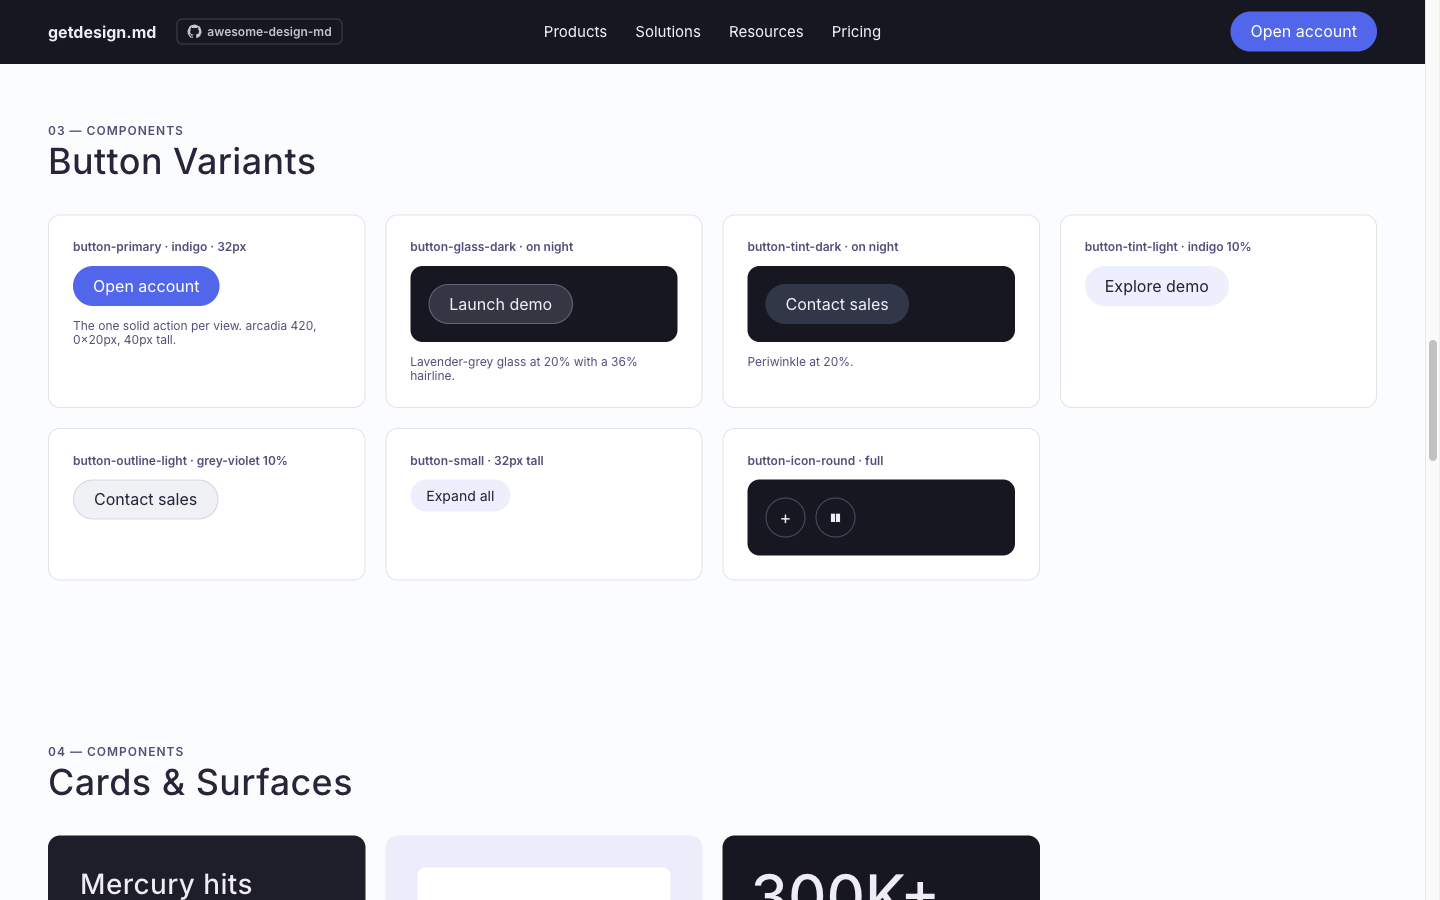 getdesign.md
awesome-design-md
Products
Solutions
Resources
Pricing
Open account
03 — COMPONENTS
Button Variants
button-primary · indigo · 32px
Open account
The one solid action per view. arcadia 420,
0×20px, 40px tall.
button-glass-dark · on night
Launch demo
Lavender-grey glass at 20% with a 36%
hairline.
button-tint-dark · on night
Contact sales
Periwinkle at 20%.
button-tint-light · indigo 10%
Explore demo
button-outline-light · grey-violet 10%
Contact sales
button-small · 32px tall
Expand all
button-icon-round · full
+
04 — COMPONENTS
Cards & Surfaces
Mercury hits
300K+